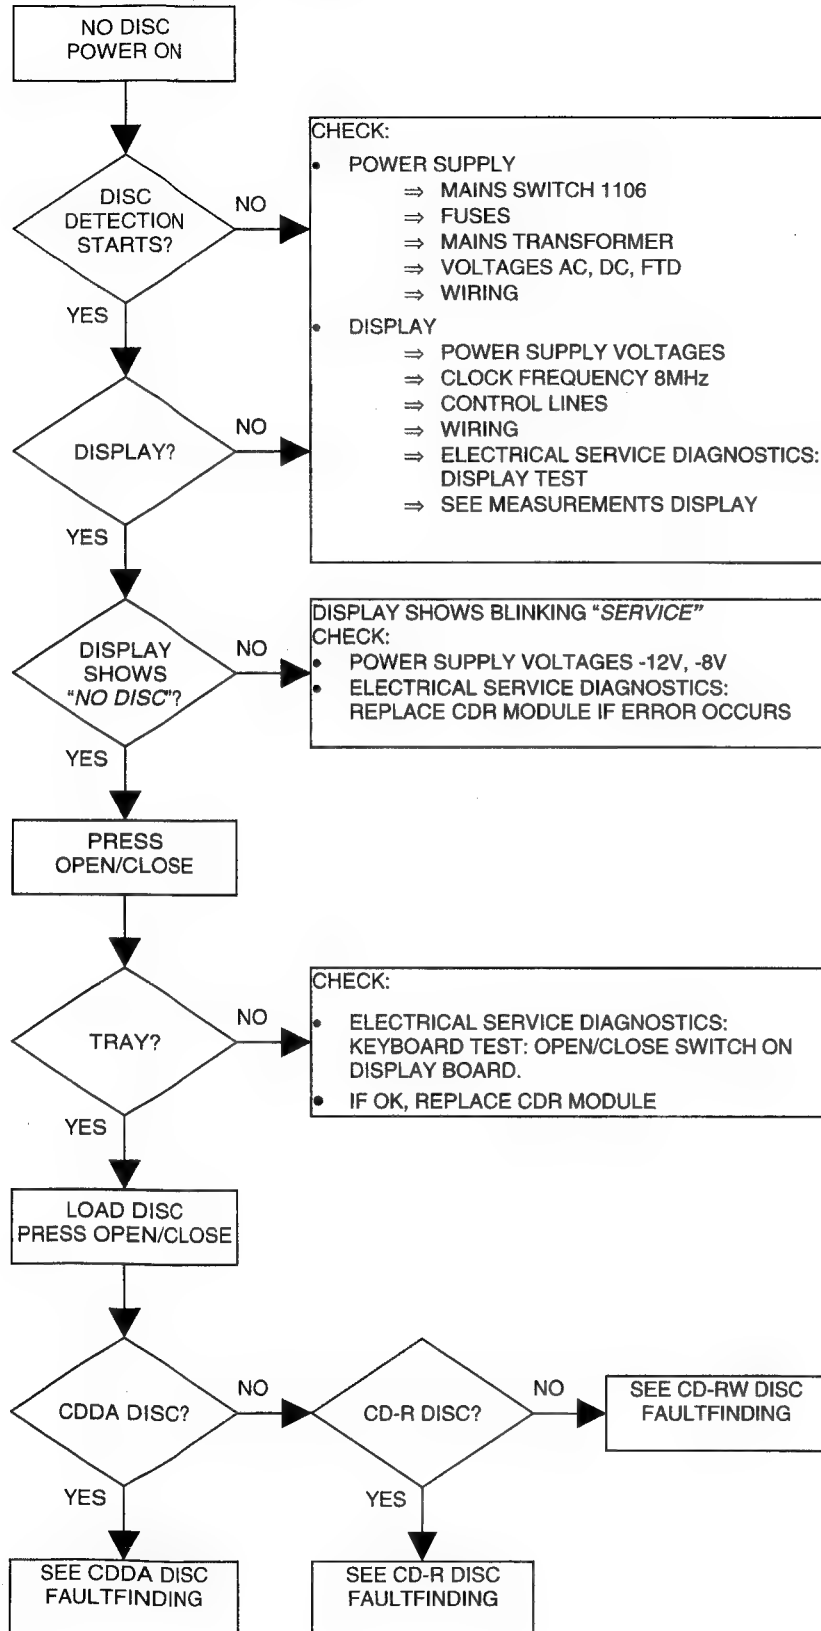 NO DISC
POWER ON
DISC
DETECTION
STARTS?
NO
YES
CHECK:
• POWER SUPPLY
⇒ MAINS SWITCH 1106
⇒ FUSES
⇒ MAINS TRANSFORMER
⇒ VOLTAGES AC, DC, FTD
⇒ WIRING
• DISPLAY
⇒ POWER SUPPLY VOLTAGES
⇒ CLOCK FREQUENCY 8MHz
⇒ CONTROL LINES
⇒ WIRING
⇒ ELECTRICAL SERVICE DIAGNOSTICS:
DISPLAY TEST
⇒ SEE MEASUREMENTS DISPLAY
DISPLAY?
NO
YES
DISPLAY
SHOWS
"NO DISC"?
NO
YES
DISPLAY SHOWS BLINKING "SERVICE"
CHECK:
• POWER SUPPLY VOLTAGES -12V, -8V
• ELECTRICAL SERVICE DIAGNOSTICS:
REPLACE CDR MODULE IF ERROR OCCURS
PRESS
OPEN/CLOSE
TRAY?
NO
YES
CHECK:
• ELECTRICAL SERVICE DIAGNOSTICS:
KEYBOARD TEST: OPEN/CLOSE SWITCH ON
DISPLAY BOARD.
• IF OK, REPLACE CDR MODULE
LOAD DISC
PRESS OPEN/CLOSE
CDDA DISC?
NO
YES
CD-R DISC?
NO
YES
SEE CD-RW DISC
FAULTFINDING
SEE CDDA DISC
FAULTFINDING
SEE CD-R DISC
FAULTFINDING